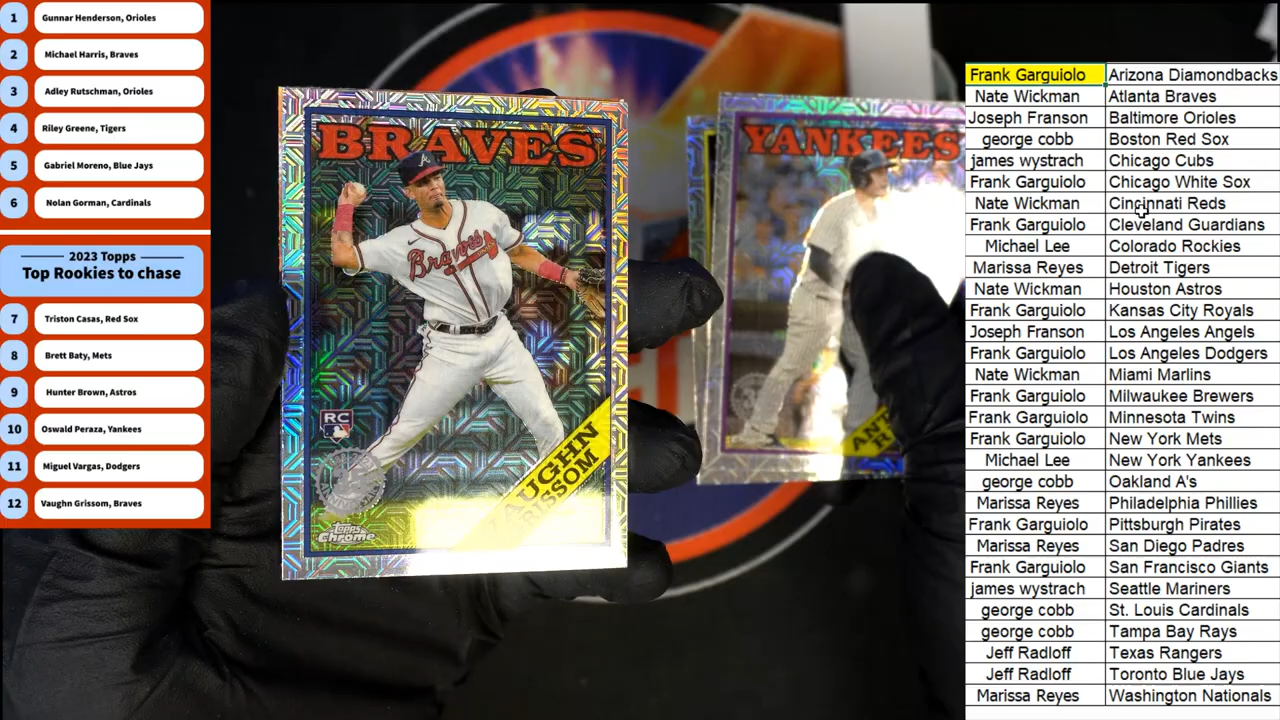 1 Gunnar Henderson, Orioles
2 Michael Harris, Braves
3 Adley Rutschman, Orioles
4 Riley Greene, Tigers
5 Gabriel Moreno, Blue Jays
6 Nolan Gorman, Cardinals
2023 Topps
Top Rookies to chase
7 Triston Casas, Red Sox
8 Brett Baty, Mets
9 Hunter Brown, Astros
10 Oswald Peraza, Yankees
11 Miguel Vargas, Dodgers
12 Vaughn Grissom, Braves
BRAVES
A
Braves
RC
VAUGHN
GRISSOM
Topps
Chrome
YANKEES
ANT
R
Frank Garguiolo Arizona Diamondbacks
Nate Wickman Atlanta Braves
Joseph Franson Baltimore Orioles
george cobb Boston Red Sox
james wystrach Chicago Cubs
Frank Garguiolo Chicago White Sox
Nate Wickman Cincinnati Reds
Frank Garguiolo Cleveland Guardians
Michael Lee Colorado Rockies
Marissa Reyes Detroit Tigers
Nate Wickman Houston Astros
Frank Garguiolo Kansas City Royals
Joseph Franson Los Angeles Angels
Frank Garguiolo Los Angeles Dodgers
Nate Wickman Miami Marlins
Frank Garguiolo Milwaukee Brewers
Frank Garguiolo Minnesota Twins
Frank Garguiolo New York Mets
Michael Lee New York Yankees
george cobb Oakland A's
Marissa Reyes Philadelphia Phillies
Frank Garguiolo Pittsburgh Pirates
Marissa Reyes San Diego Padres
Frank Garguiolo San Francisco Giants
james wystrach Seattle Mariners
george cobb St. Louis Cardinals
george cobb Tampa Bay Rays
Jeff Radloff Texas Rangers
Jeff Radloff Toronto Blue Jays
Marissa Reyes Washington Nationals